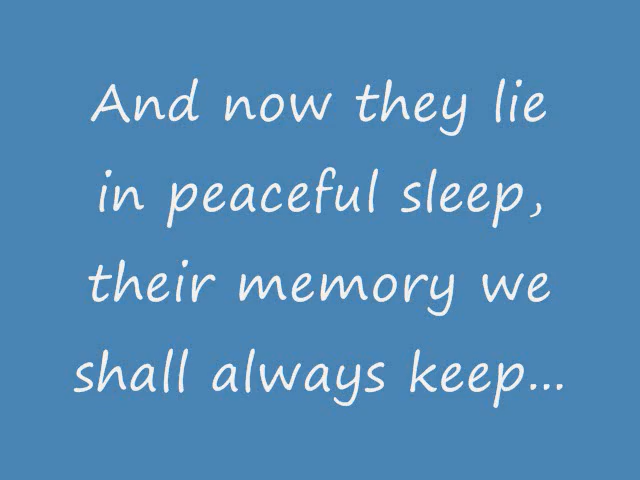 And now they lie
in peaceful sleep,
their memory we
shall always keep...